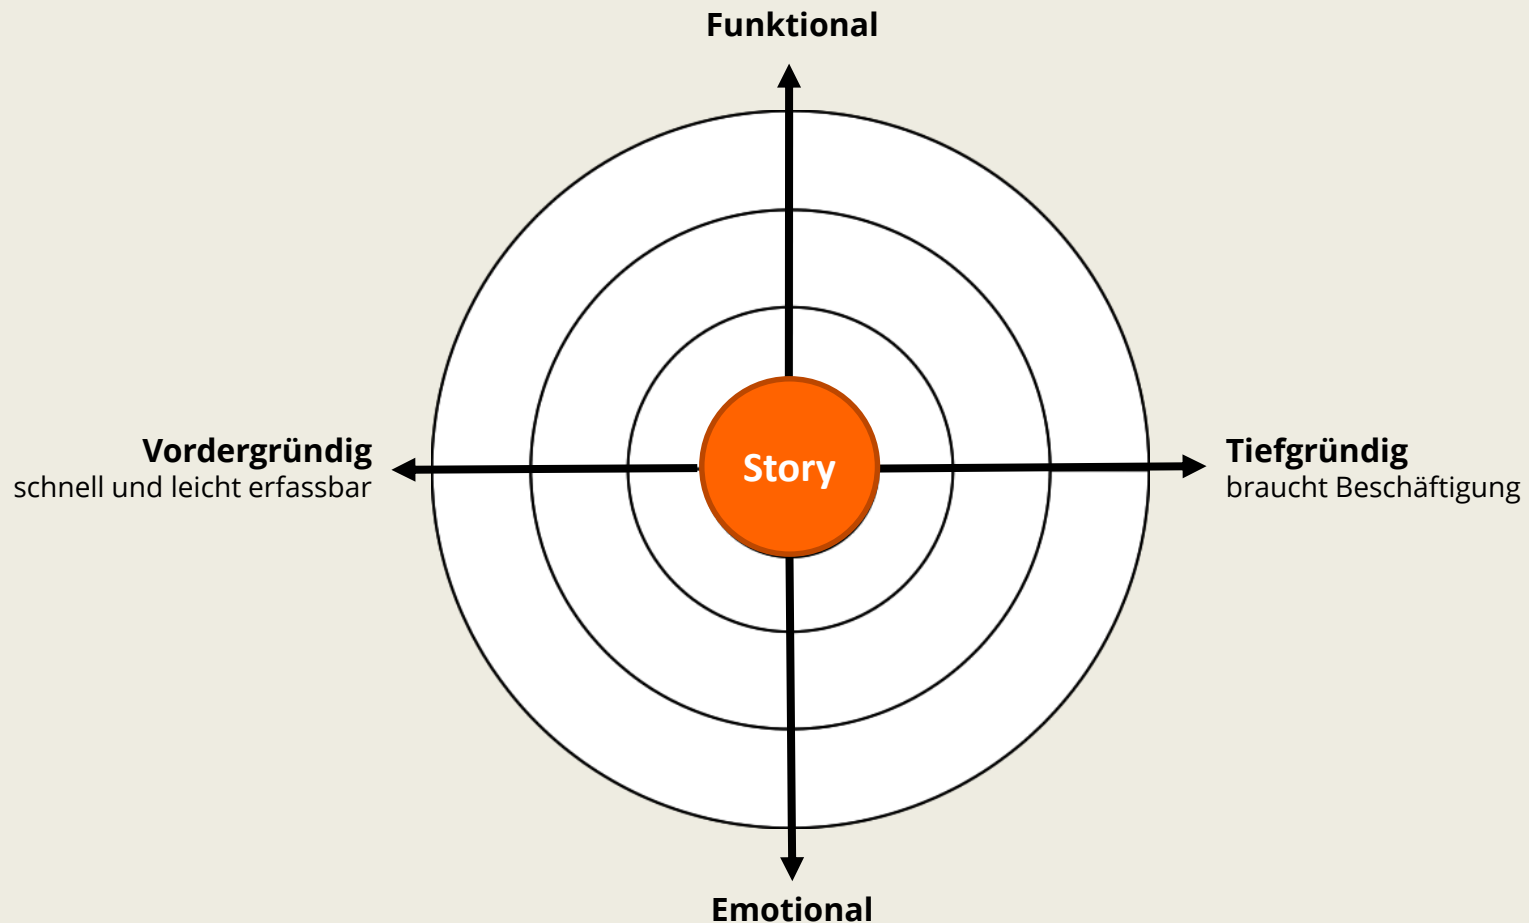 Funktional
Vordergründig
schnell und leicht erfassbar
Story
Tiefgründig
braucht Beschäftigung
Emotional